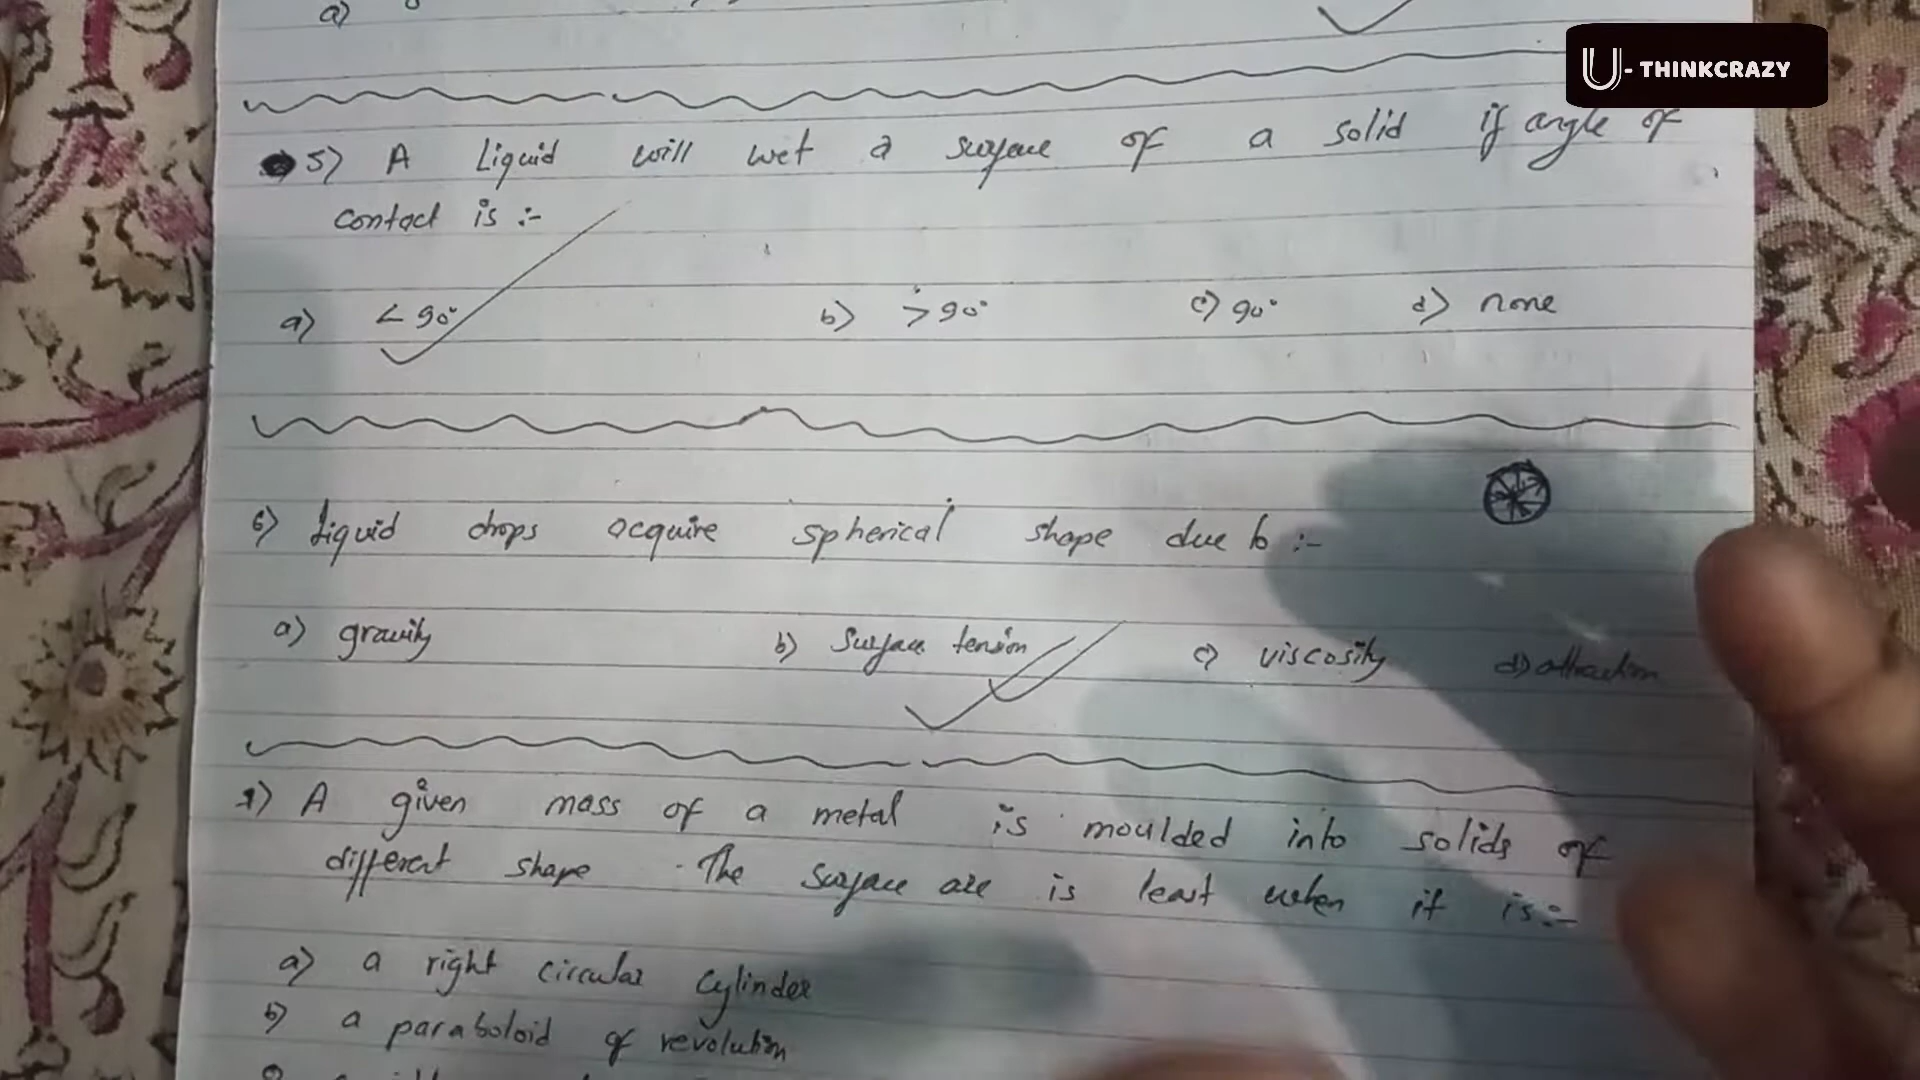 a)
U - THINKCRAZY
5) A Liquid will wet a surface of a solid if angle of
contact is :-
a) < 90° b) > 90° c) 90° d) none
6) Liquid drops acquire spherical shape due to :-
a) gravity b) Surface tension c) viscosity d) attraction
7) A given mass of a metal is moulded into solids of
different shape . The surface are is least when it is :-
a) a right circular Cylinder
b) a paraboloid of revolution